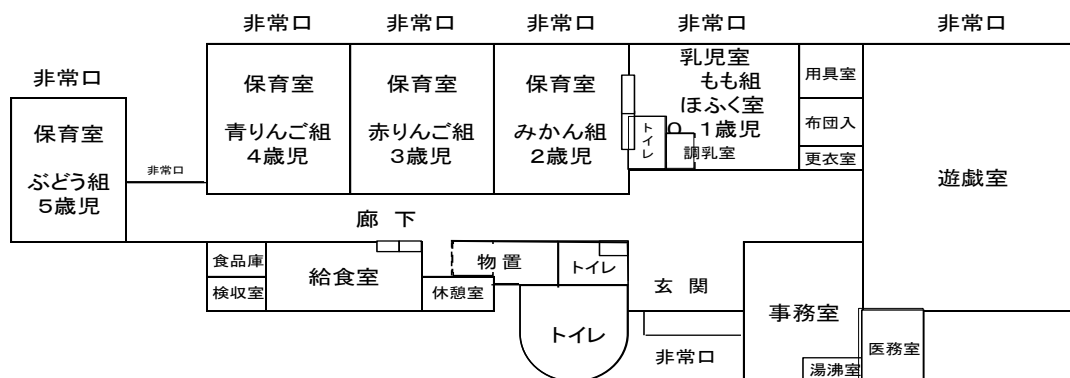 非常口
非常口
非常口
非常口
非常口
非常口
保育室
ぶどう組
5歳児
非常口
保育室
青りんご組
4歳児
保育室
赤りんご組
3歳児
保育室
みかん組
2歳児
乳児室
もも組
ほふく室
1歳児
トイレ
調乳室
用具室
布団入
更衣室
遊戯室
廊 下
食品庫
検収室
給食室
休憩室
物置
トイレ
トイレ
玄 関
非常口
事務室
湯沸室
医務室